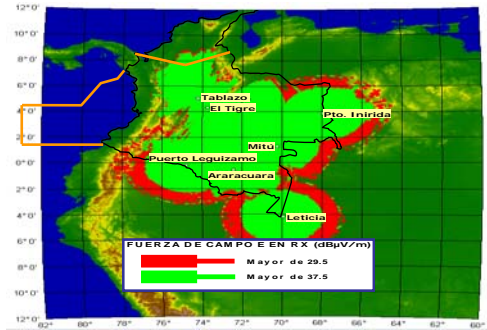 12° 0'
10° 0'
8° 0'
6° 0'
4° 0'
2° 0'
0° 0'
2° 0'
4° 0'
6° 0'
8° 0'
10° 0'
12° 0'
Tablazo
El Tigre
Pto. Inirida
Mitú
Puerto Leguizamo
Araracuara
Leticia
FUERZA DE CAMPO E EN RX (dBµV/m)
Mayor de 29.5
Mayor de 37.5
82° 80° 78° 76° 74° 72° 70° 68° 66° 64° 62° 60°